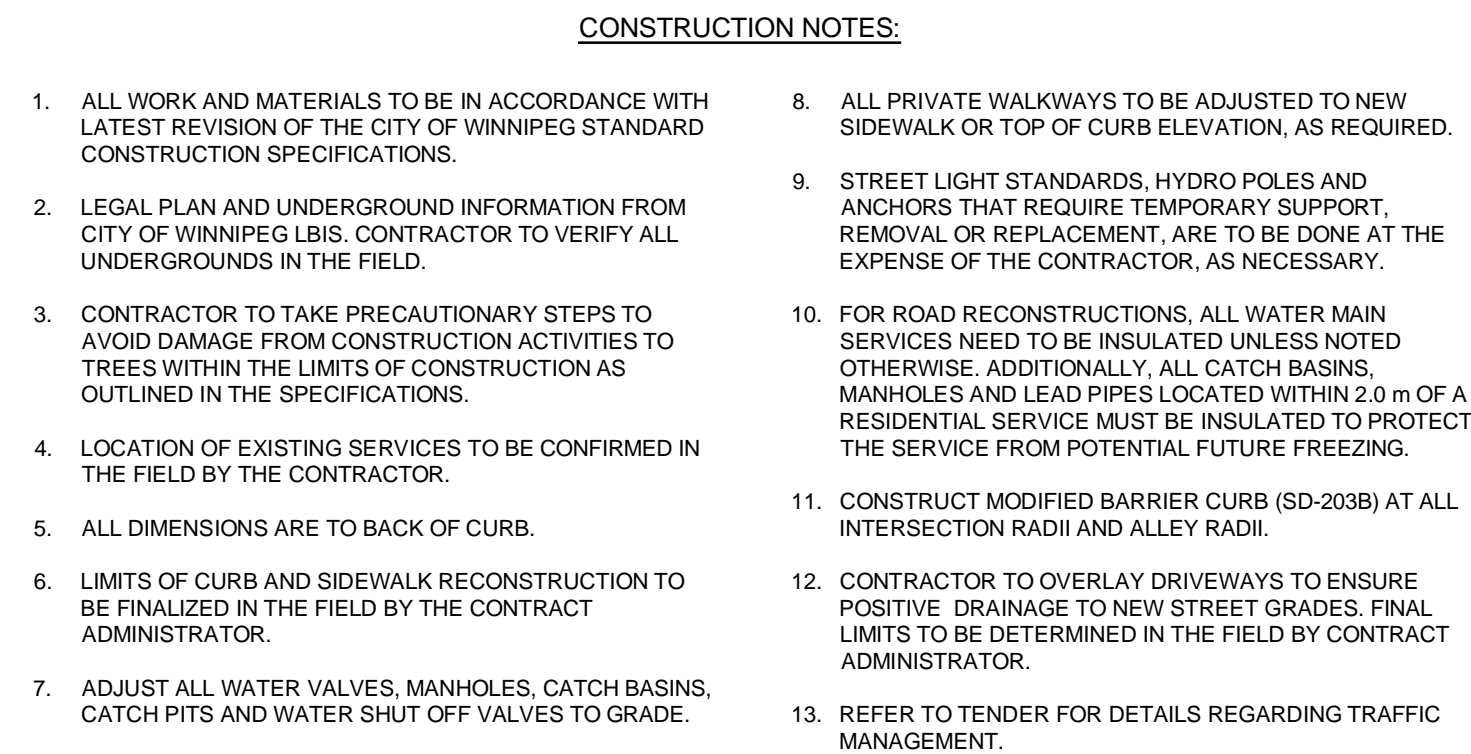 CONSTRUCTION NOTES:
1. ALL WORK AND MATERIALS TO BE IN ACCORDANCE WITH
LATEST REVISION OF THE CITY OF WINNIPEG STANDARD
CONSTRUCTION SPECIFICATIONS.
2. LEGAL PLAN AND UNDERGROUND INFORMATION FROM
CITY OF WINNIPEG LBIS. CONTRACTOR TO VERIFY ALL
UNDERGROUNDS IN THE FIELD.
3. CONTRACTOR TO TAKE PRECAUTIONARY STEPS TO
AVOID DAMAGE FROM CONSTRUCTION ACTIVITIES TO
TREES WITHIN THE LIMITS OF CONSTRUCTION AS
OUTLINED IN THE SPECIFICATIONS.
4. LOCATION OF EXISTING SERVICES TO BE CONFIRMED IN
THE FIELD BY THE CONTRACTOR.
5. ALL DIMENSIONS ARE TO BACK OF CURB.
6. LIMITS OF CURB AND SIDEWALK RECONSTRUCTION TO
BE FINALIZED IN THE FIELD BY THE CONTRACT
ADMINISTRATOR.
7. ADJUST ALL WATER VALVES, MANHOLES, CATCH BASINS,
CATCH PITS AND WATER SHUT OFF VALVES TO GRADE.
8. ALL PRIVATE WALKWAYS TO BE ADJUSTED TO NEW
SIDEWALK OR TOP OF CURB ELEVATION, AS REQUIRED.
9. STREET LIGHT STANDARDS, HYDRO POLES AND
ANCHORS THAT REQUIRE TEMPORARY SUPPORT,
REMOVAL OR REPLACEMENT, ARE TO BE DONE AT THE
EXPENSE OF THE CONTRACTOR, AS NECESSARY.
10. FOR ROAD RECONSTRUCTIONS, ALL WATER MAIN
SERVICES NEED TO BE INSULATED UNLESS NOTED
OTHERWISE. ADDITIONALLY, ALL CATCH BASINS,
MANHOLES AND LEAD PIPES LOCATED WITHIN 2.0 m OF A
RESIDENTIAL SERVICE MUST BE INSULATED TO PROTECT
THE SERVICE FROM POTENTIAL FUTURE FREEZING.
11. CONSTRUCT MODIFIED BARRIER CURB (SD-203B) AT ALL
INTERSECTION RADII AND ALLEY RADII.
12. CONTRACTOR TO OVERLAY DRIVEWAYS TO ENSURE
POSITIVE DRAINAGE TO NEW STREET GRADES. FINAL
LIMITS TO BE DETERMINED IN THE FIELD BY CONTRACT
ADMINISTRATOR.
13. REFER TO TENDER FOR DETAILS REGARDING TRAFFIC
MANAGEMENT.